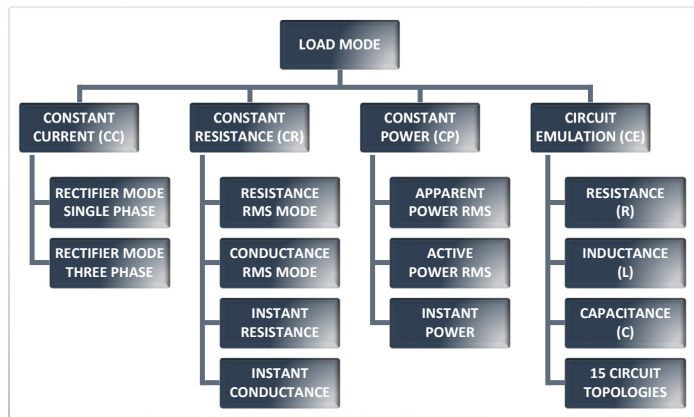 LOAD MODE
CONSTANT
CURRENT (CC)
RECTIFIER MODE
SINGLE PHASE
RECTIFIER MODE
THREE PHASE
CONSTANT
RESISTANCE (CR)
RESISTANCE
RMS MODE
CONDUCTANCE
RMS MODE
INSTANT
RESISTANCE
INSTANT
CONDUCTANCE
CONSTANT
POWER (CP)
APPARENT
POWER RMS
ACTIVE
POWER RMS
INSTANT
POWER
CIRCUIT
EMULATION (CE)
RESISTANCE
(R)
INDUCTANCE
(L)
CAPACITANCE
(C)
15 CIRCUIT
TOPOLOGIES